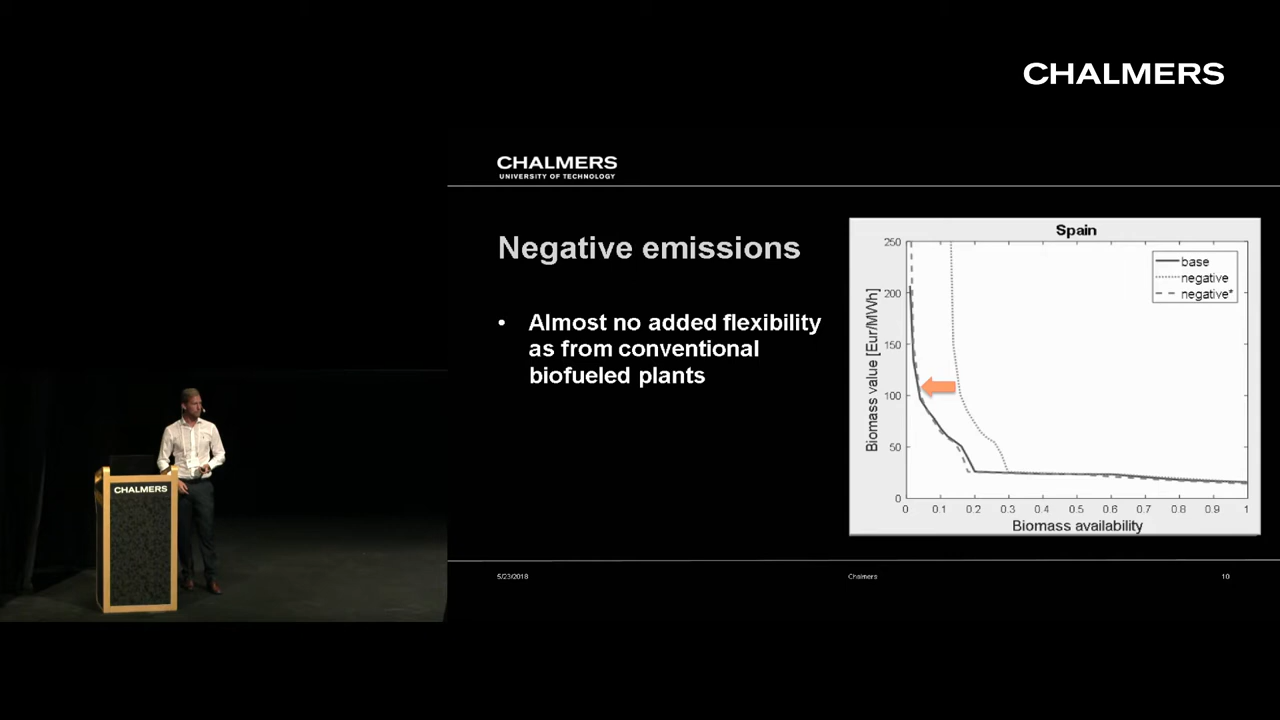 CHALMERS
CHALMERS
UNIVERSITY OF TECHNOLOGY
Negative emissions
• Almost no added flexibility
as from conventional
biofueled plants
Spain
base
negative
negative*
250
200
150
100
50
0
Biomass value [Eur/MWh]
0 0.1 0.2 0.3 0.4 0.5 0.6 0.7 0.8 0.9 1
Biomass availability
CHALMERS
5/23/2018 Chalmers 10